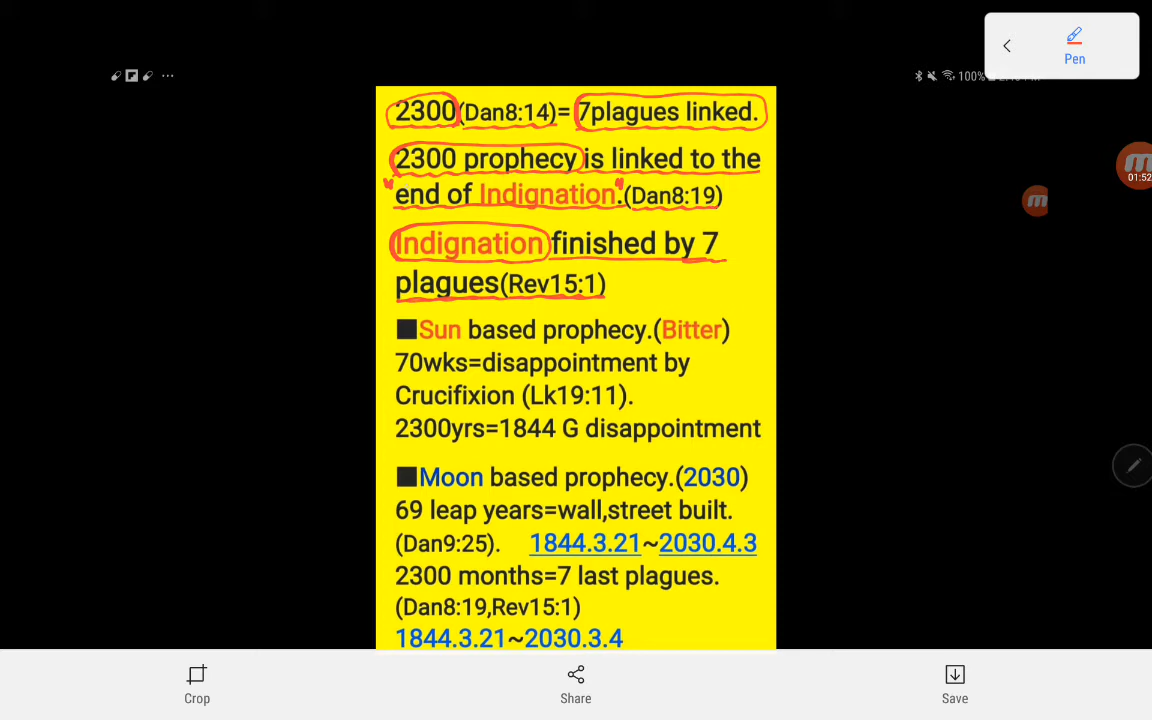 Pen
100%
01:52
2300(Dan8:14)= 7plagues linked.
2300 prophecy is linked to the
"end of Indignation".(Dan8:19)
Indignation finished by 7
plagues(Rev15:1)
■Sun based prophecy.(Bitter)
70wks=disappointment by
Crucifixion (Lk19:11).
2300yrs=1844 G disappointment
■Moon based prophecy.(2030)
69 leap years=wall,street built.
(Dan9:25). 1844.3.21~2030.4.3
2300 months=7 last plagues.
(Dan8:19,Rev15:1)
1844.3.21~2030.3.4
Crop Share Save